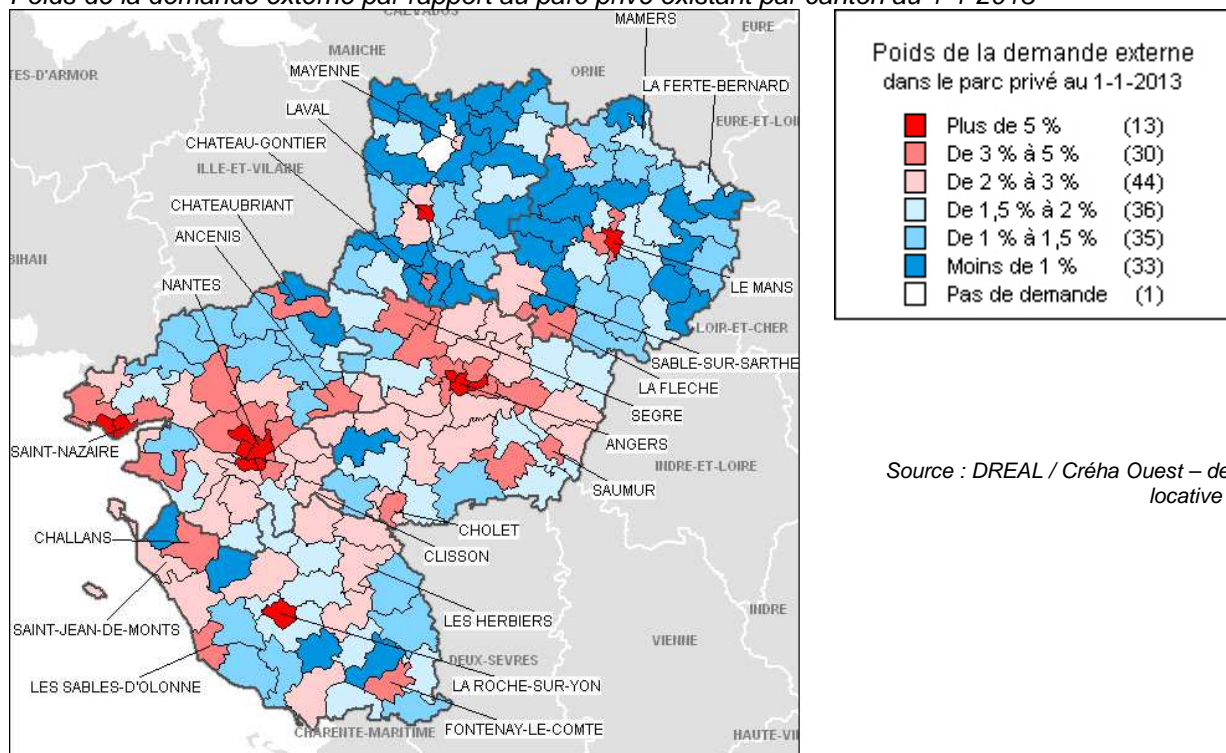 Poids de la demande externe par rapport au parc privé existant par canton au 1-1-2013
CALVADOS
MAMERS
EURE
MANCHE
MAYENNE
ORNE
TES-D'ARMOR
LA FERTE-BERNARD
LAVAL
EURE-ET-LOI
CHATEAU-GONTIER
ILLE-ET-VILAINE
CHATEAUBRIANT
ANCENIS
BIHAN
NANTES
LE MANS
LOIR-ET-CHER
SABLE-SUR-SARTHE
LA FLECHE
SEGRE
ANGERS
SAINT-NAZAIRE
INDRE-ET-LOIRE
SAUMUR
CHOLET
CHALLANS
CLISSON
INDRE
LES HERBIERS
SAINT-JEAN-DE-MONTS
VIENNE
DEUX-SEVRES
LES SABLES-D'OLONNE
LA ROCHE-SUR-YON
CHARENTE-MARITIME
FONTENAY-LE-COMTE
HAUTE-VI
Poids de la demande externe
dans le parc privé au 1-1-2013
Plus de 5 % (13)
De 3 % à 5 % (30)
De 2 % à 3 % (44)
De 1,5 % à 2 % (36)
De 1 % à 1,5 % (35)
Moins de 1 % (33)
Pas de demande (1)
Source : DREAL / Créha Ouest – de
locative